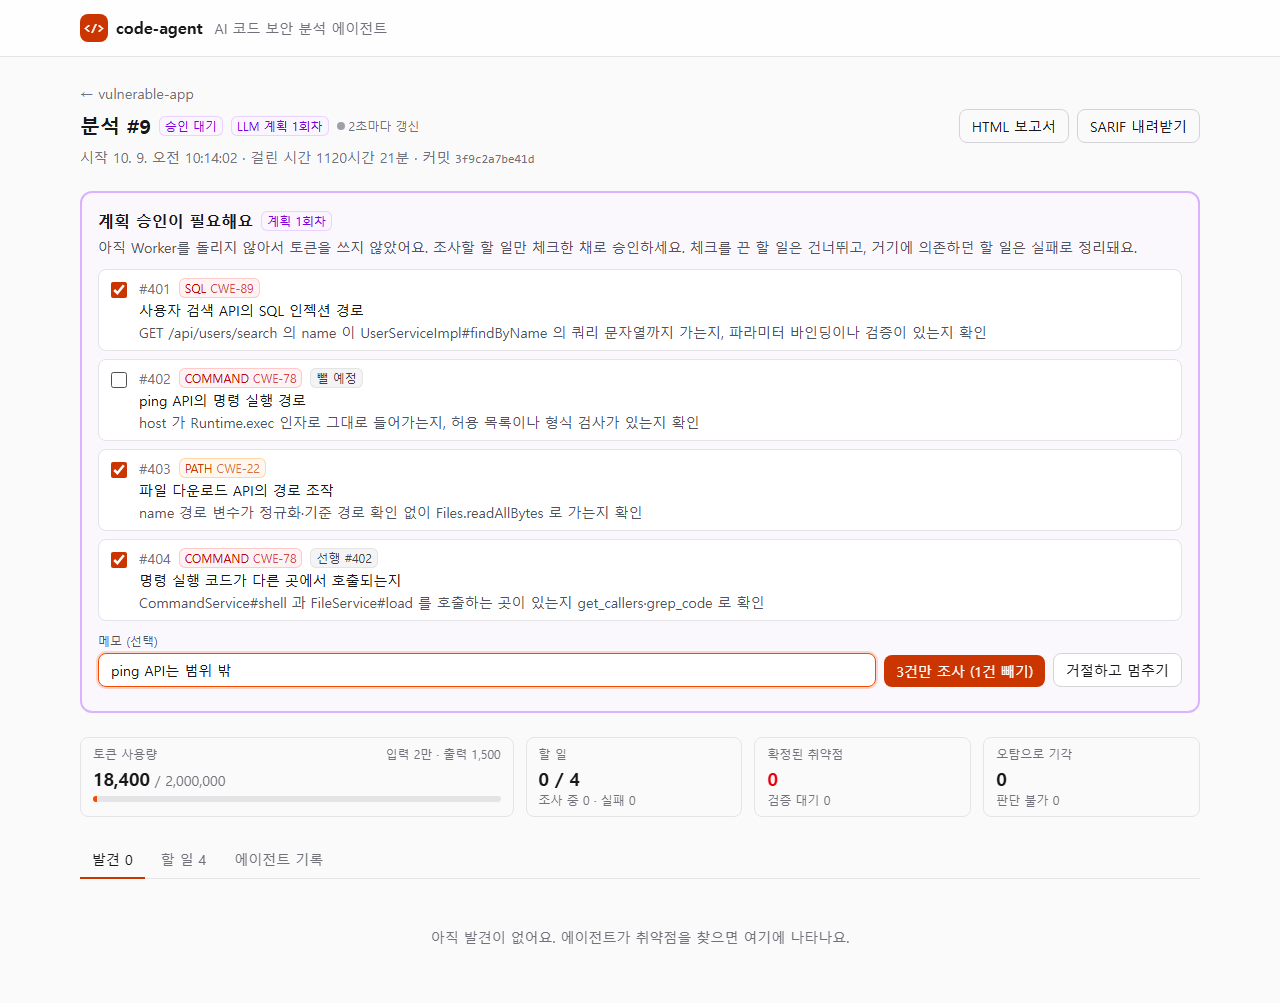 </> code-agent AI 코드 보안 분석 에이전트
← vulnerable-app
분석 #9 승인 대기 LLM 계획 1회차 2초마다 갱신
HTML 보고서 SARIF 내려받기
시작 10. 9. 오전 10:14:02 · 걸린 시간 1120시간 21분 · 커밋 3f9c2a7be41d
계획 승인이 필요해요 계획 1회차
아직 Worker를 돌리지 않아서 토큰을 쓰지 않았어요. 조사할 할 일만 체크한 채로 승인하세요. 체크를 끈 할 일은 건너뛰고, 거기에 의존하던 할 일은 실패로 정리돼요.
#401 SQL CWE-89
사용자 검색 API의 SQL 인젝션 경로
GET /api/users/search 의 name 이 UserServiceImpl#findByName 의 쿼리 문자열까지 가는지, 파라미터 바인딩이나 검증이 있는지 확인
#402 COMMAND CWE-78 뺄 예정
ping API의 명령 실행 경로
host 가 Runtime.exec 인자로 그대로 들어가는지, 허용 목록이나 형식 검사가 있는지 확인
#403 PATH CWE-22
파일 다운로드 API의 경로 조작
name 경로 변수가 정규화·기준 경로 확인 없이 Files.readAllBytes 로 가는지 확인
#404 COMMAND CWE-78 선행 #402
명령 실행 코드가 다른 곳에서 호출되는지
CommandService#shell 과 FileService#load 를 호출하는 곳이 있는지 get_callers·grep_code 로 확인
메모 (선택)
ping API는 범위 밖
3건만 조사 (1건 빼기) 거절하고 멈추기
토큰 사용량 입력 2만 · 출력 1,500
18,400 / 2,000,000
할 일
0 / 4
조사 중 0 · 실패 0
확정된 취약점
0
검증 대기 0
오탐으로 기각
0
판단 불가 0
발견 0 할 일 4 에이전트 기록
아직 발견이 없어요. 에이전트가 취약점을 찾으면 여기에 나타나요.